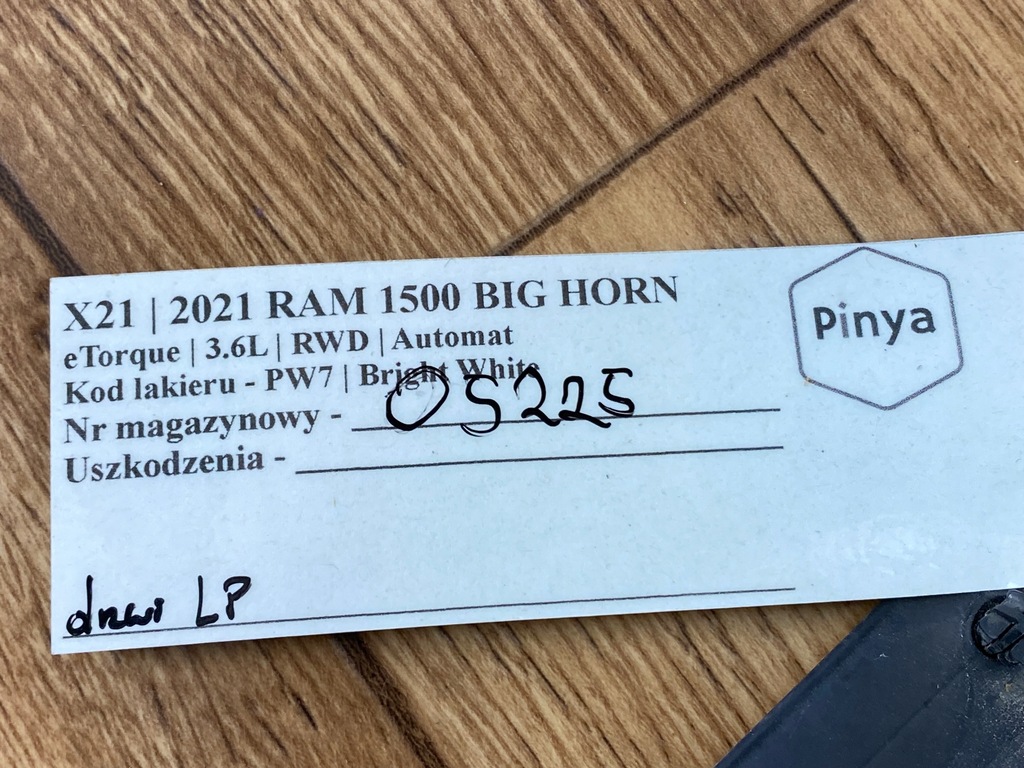 X21 | 2021 RAM 1500 BIG HORN
eTorque | 3.6L | RWD | Automat
Kod lakieru - PW7 | Bright White
Nr magazynowy - 05225
Uszkodzenia -
drzwi LP
Pinya